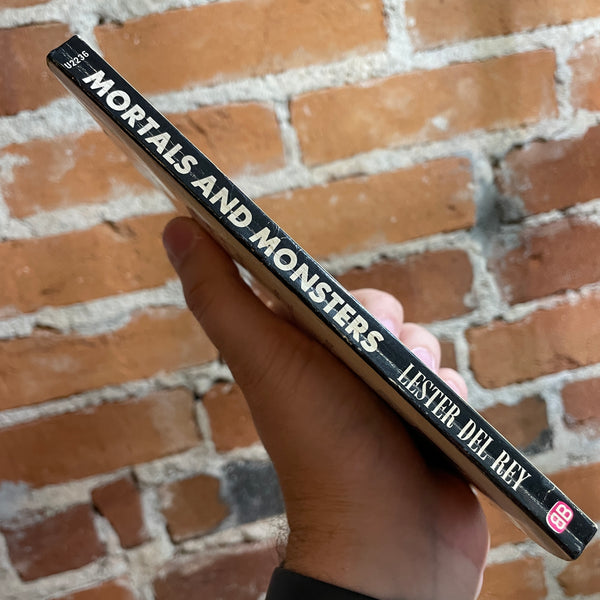 U2236
MORTALS AND MONSTERS
LESTER DEL REY
BB